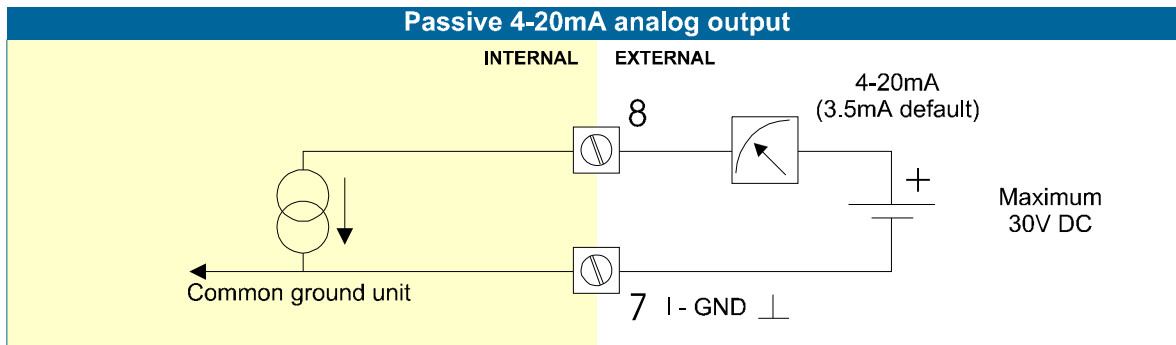 Passive 4-20mA analog output
INTERNAL EXTERNAL
8
4-20mA
(3.5mA default)
+
Maximum
30V DC
Common ground unit
7 I - GND ⊥